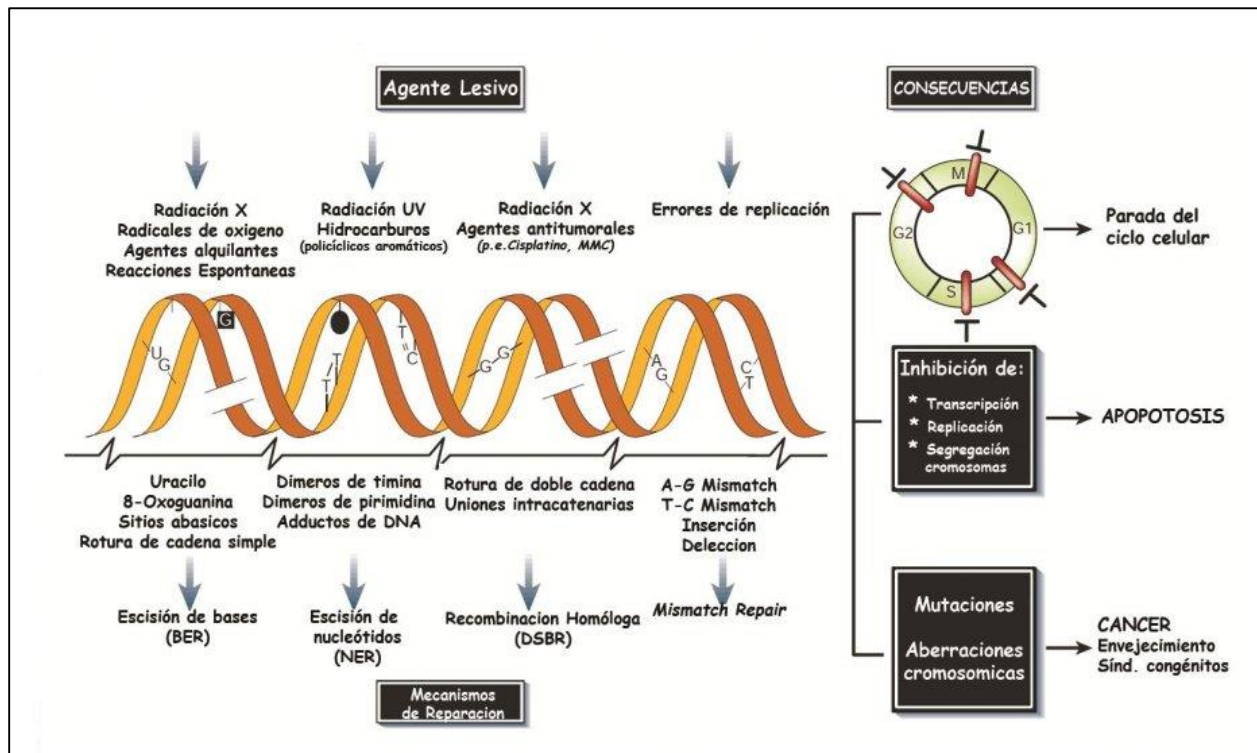 Agente Lesivo
Radiación X
Radicales de oxigeno
Agentes alquilantes
Reacciones Espontaneas
Radiación UV
Hidrocarburos
(policíclicos aromáticos)
Radiación X
Agentes antitumorales
(p.e.Cisplatino, MMC)
Errores de replicación
U
G
G
T
T
T
C
G
G
A
G
C
T
Uracilo
8-Oxoguanina
Sitios abasicos
Rotura de cadena simple
Dimeros de timina
Dimeros de pirimidina
Adductos de DNA
Rotura de doble cadena
Uniones intracatenarias
A-G Mismatch
T-C Mismatch
Inserción
Deleccion
Escisión de bases
(BER)
Escisión de
nucleótidos
(NER)
Recombinacion Homóloga
(DSBR)
Mismatch Repair
Mecanismos
de Reparacion
CONSECUENCIAS
M
G2
G1
S
Parada del
ciclo celular
Inhibición de:
* Transcripción
* Replicación
* Segregación
cromosomas
APOPOTOSIS
Mutaciones
Aberraciones
cromosomicas
CANCER
Envejecimiento
Sínd. congénitos